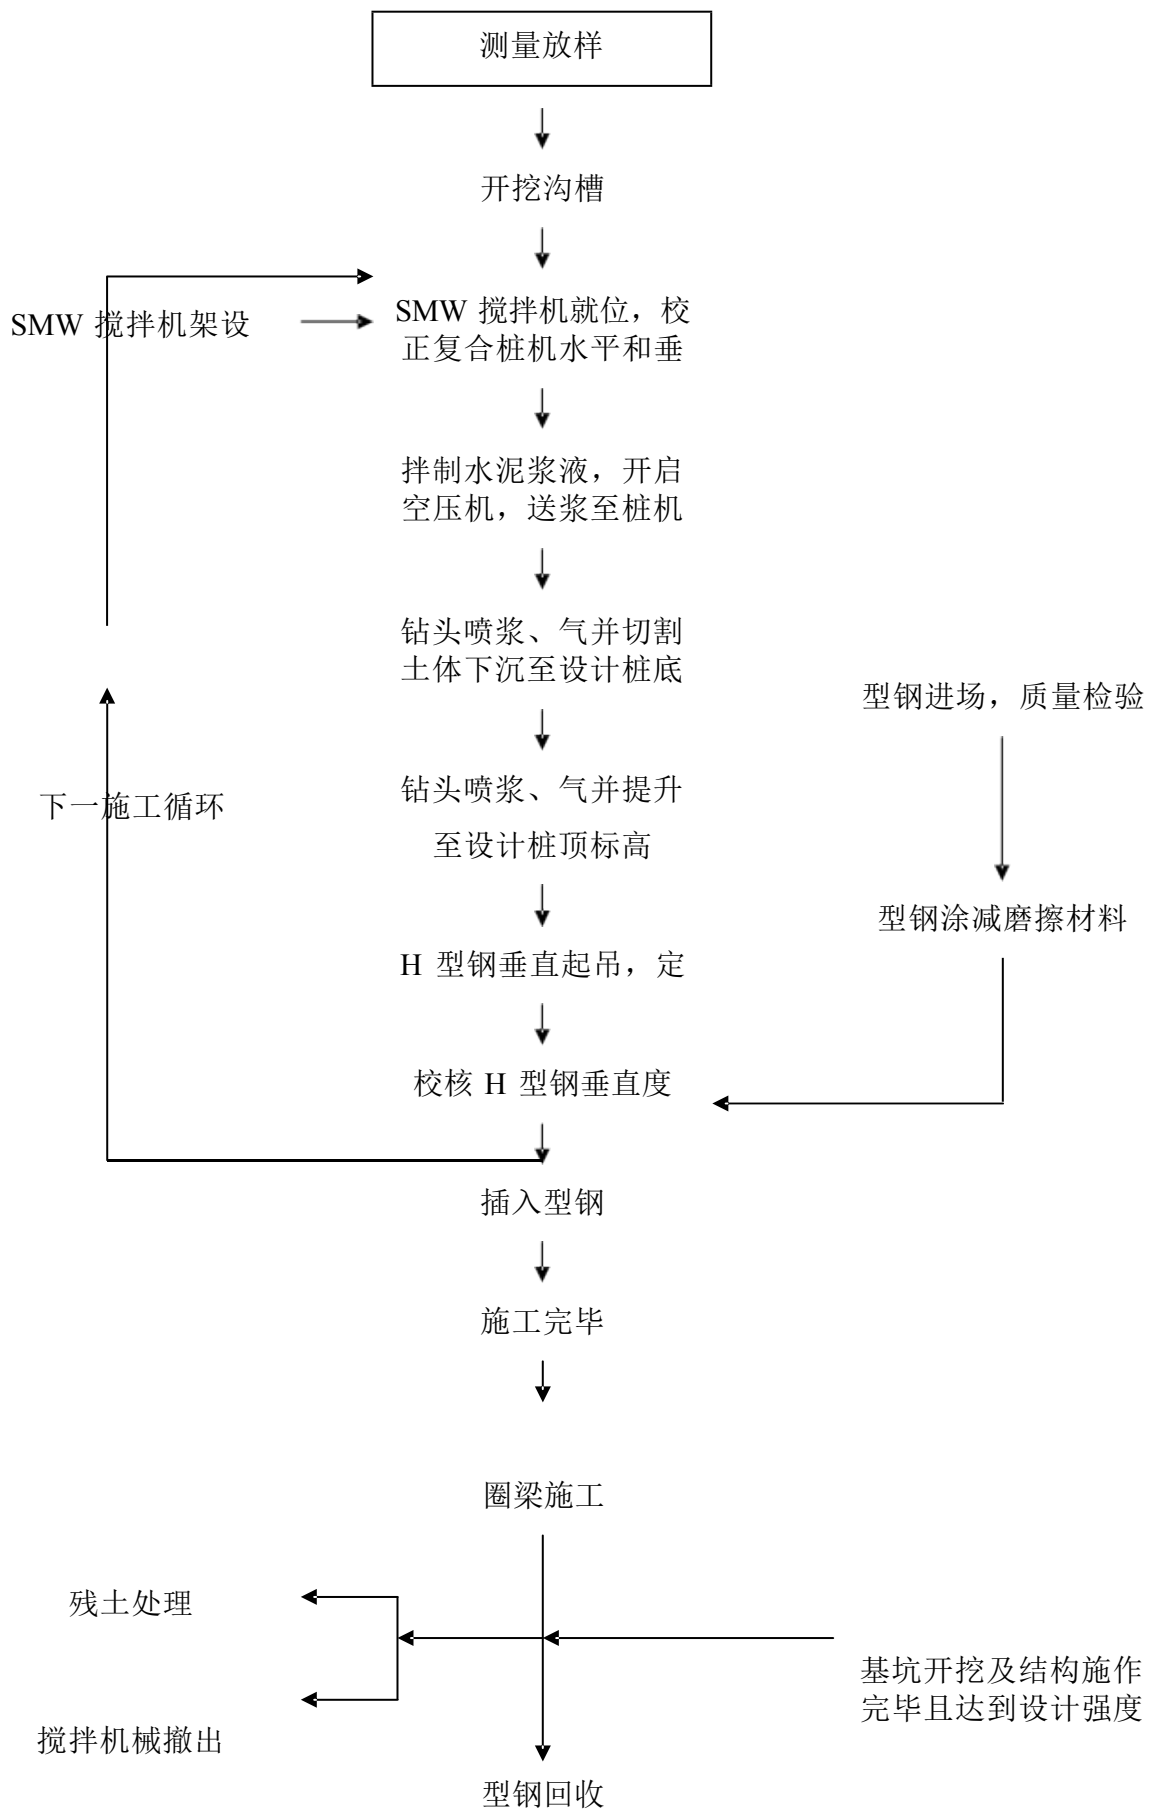 测量放样
开挖沟槽
SMW 搅拌机架设
SMW 搅拌机就位，校
正复合桩机水平和垂
拌制水泥浆液，开启
空压机，送浆至桩机
钻头喷浆、气并切割
土体下沉至设计桩底
型钢进场，质量检验
下一施工循环
钻头喷浆、气并提升
至设计桩顶标高
型钢涂减磨擦材料
H 型钢垂直起吊，定
校核 H 型钢垂直度
插入型钢
施工完毕
圈梁施工
残土处理
基坑开挖及结构施作
完毕且达到设计强度
搅拌机械撤出
型钢回收